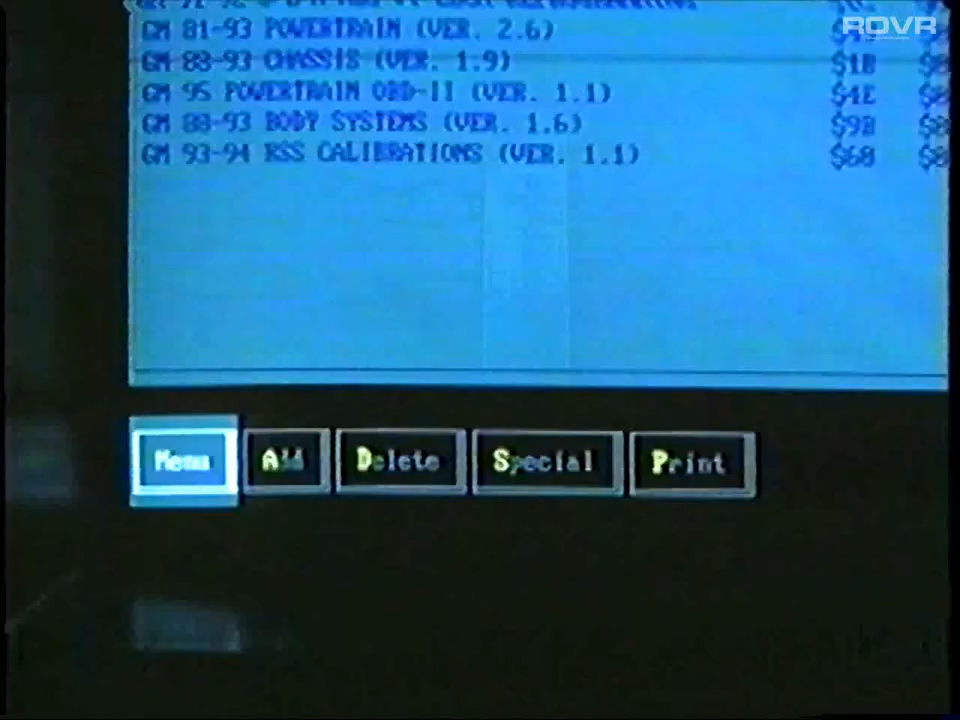 ROVR
GM 81-93 POWERTRAIN (VER. 2.6)
GM 88-93 CHASSIS (VER. 1.9) $1B
GM 95 POWERTRAIN OBD-II (VER. 1.1) $4E
GM 88-93 BODY SYSTEMS (VER. 1.6) $9B
GM 93-94 RSS CALIBRATIONS (VER. 1.1) $60
Menu Add Delete Special Print